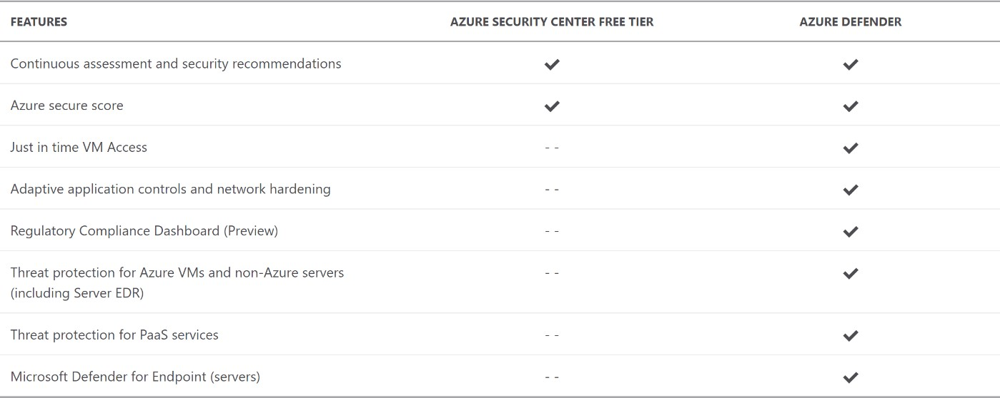 FEATURES AZURE SECURITY CENTER FREE TIER AZURE DEFENDER
Continuous assessment and security recommendations ✔ ✔
Azure secure score ✔ ✔
Just in time VM Access - - ✔
Adaptive application controls and network hardening - - ✔
Regulatory Compliance Dashboard (Preview) - - ✔
Threat protection for Azure VMs and non-Azure servers - - ✔
(including Server EDR)
Threat protection for PaaS services - - ✔
Microsoft Defender for Endpoint (servers) - - ✔